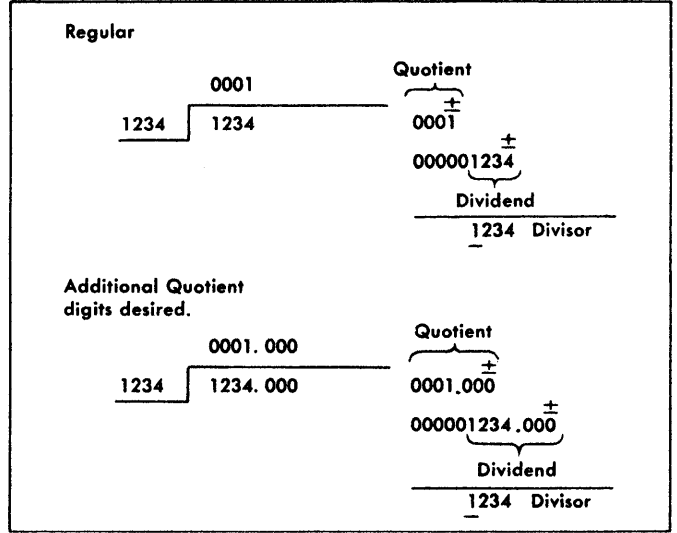 Regular
0001
1234 1234
Quotient
±
0001
±
000001234
Dividend
1234 Divisor
Additional Quotient
digits desired.
0001.000
1234 1234.000
Quotient
±
0001.000
±
000001234.000
Dividend
1234 Divisor